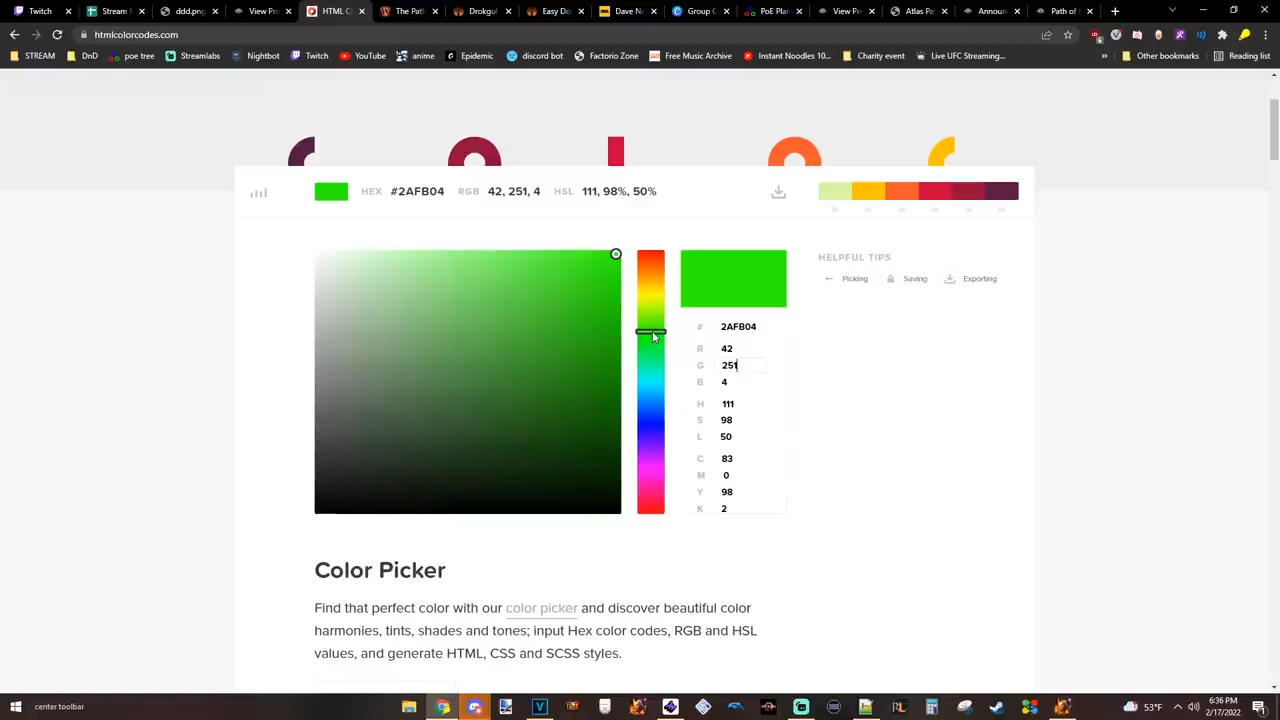 View Pro
ddd.png
View Pro
HTML C
The Path
Drokgul
Easy Do
Dave Ne
Group C
PoE Plan
View Pro
Atlas Pa
Announ
Path of
htmlcolorcodes.com
STREAM
DnD
poe tree
Streamlabs
Nightbot
Twitch
YouTube
anime
Epidemic
discord bot
Factorio Zone
Free Music Archive
Instant Noodles 10...
Charity event
Live UFC Streaming...
»
Other bookmarks
Reading list
HEX #2AFB04 RGB 42, 251, 4 HSL 111, 98%, 50%
HELPFUL TIPS
Picking Saving Exporting
# 2AFB04
R 42
G 251
B 4
H 111
S 98
L 50
C 83
M 0
Y 98
K 2
Color Picker
Find that perfect color with our color picker and discover beautiful color
harmonies, tints, shades and tones; input Hex color codes, RGB and HSL
values, and generate HTML, CSS and SCSS styles.
center toolbar
53°F
6:36 PM
2/17/2022